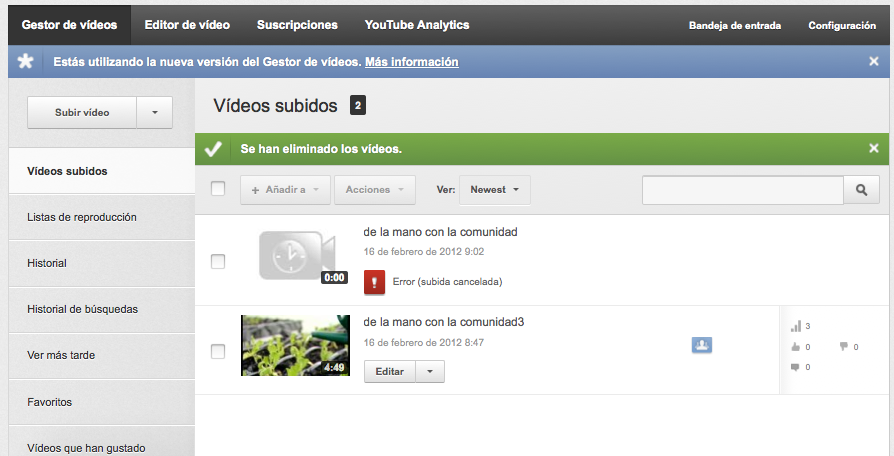 Gestor de vídeos Editor de vídeo Suscripciones YouTube Analytics Bandeja de entrada Configuración
Estás utilizando la nueva versión del Gestor de vídeos. Más información
Subir vídeo
Vídeos subidos 2
Se han eliminado los vídeos.
Vídeos subidos
Listas de reproducción
Historial
Historial de búsquedas
Ver más tarde
Favoritos
Vídeos que han gustado
+ Añadir a Acciones Ver: Newest
de la mano con la comunidad
16 de febrero de 2012 9:02
0:00
Error (subida cancelada)
de la mano con la comunidad3
16 de febrero de 2012 8:47
4:49
Editar
3
0 0
0